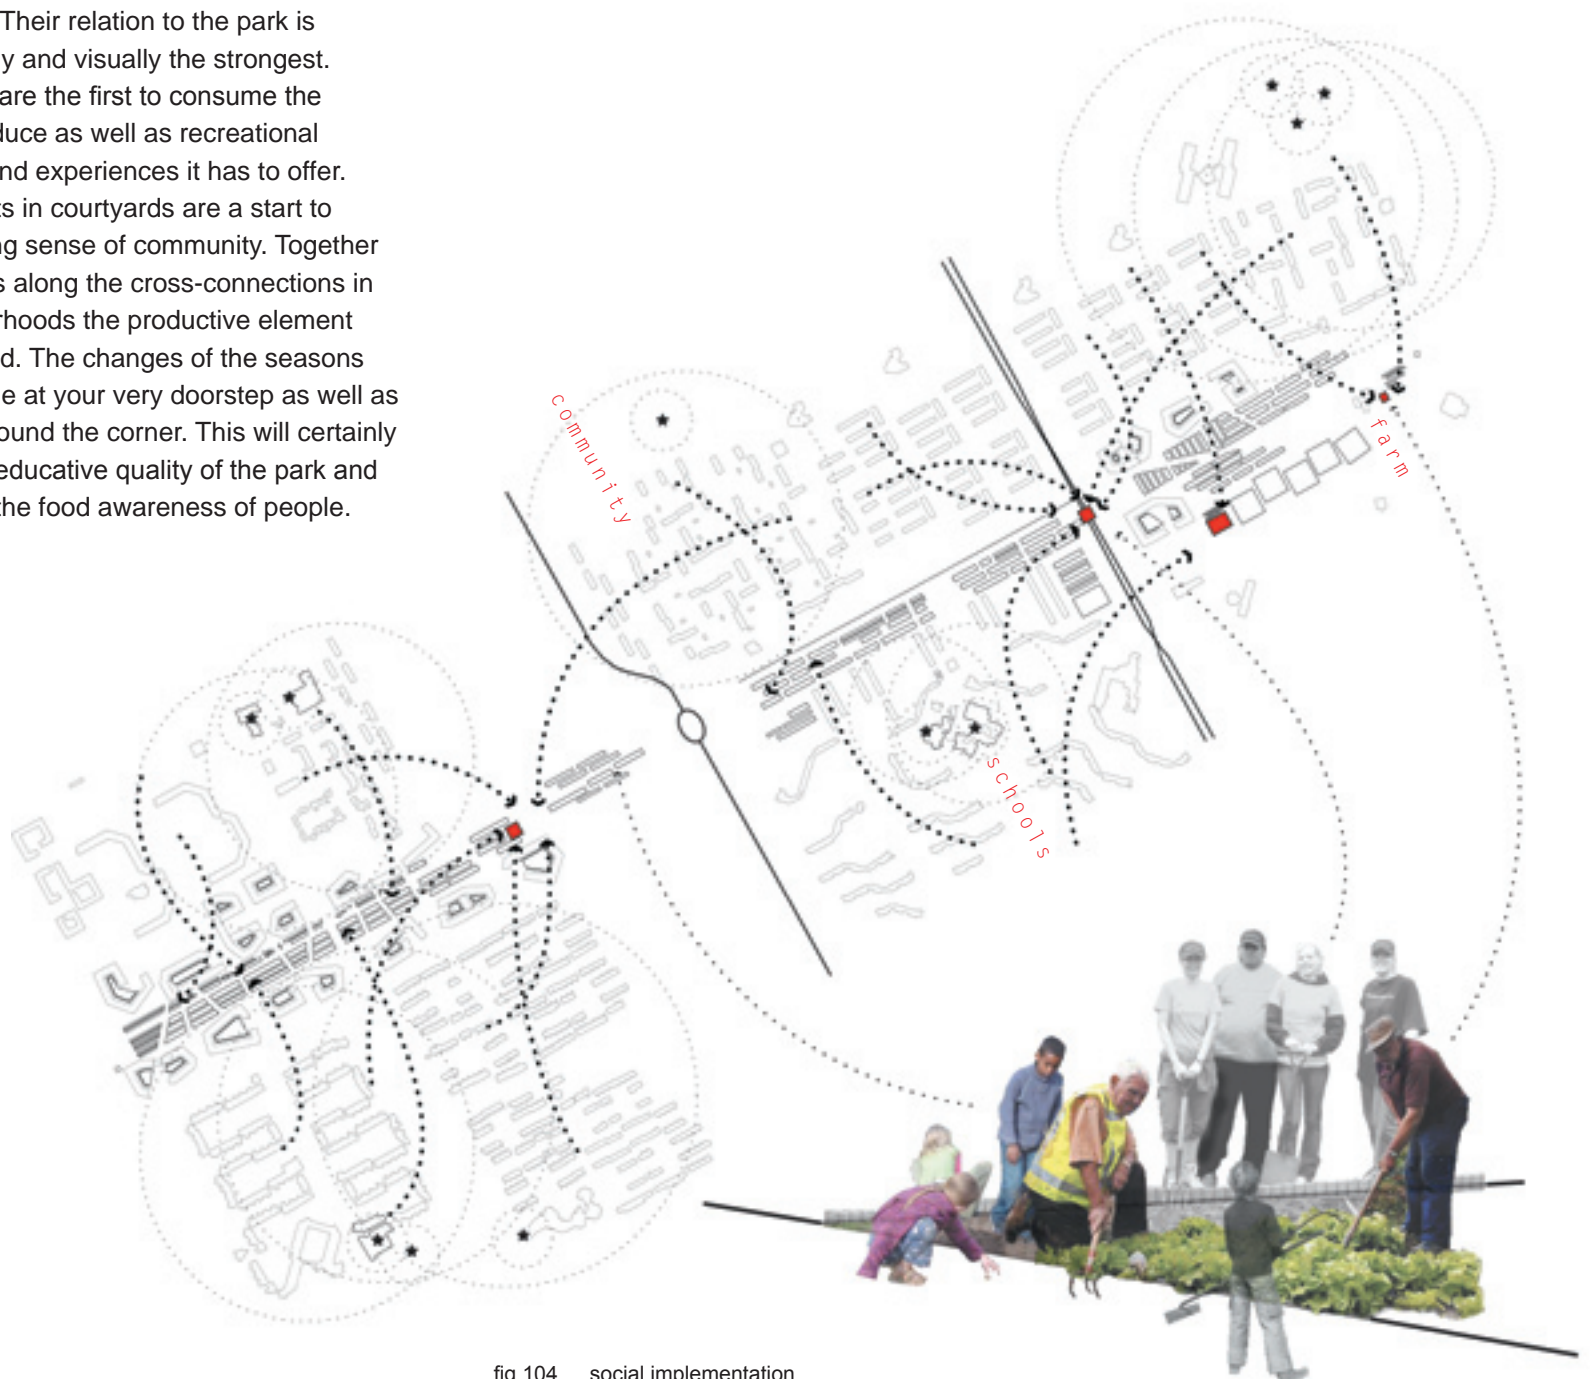 Their relation to the park is
y and visually the strongest.
are the first to consume the
duce as well as recreational
nd experiences it has to offer.
ts in courtyards are a start to
ng sense of community. Together
s along the cross-connections in
rhoods the productive element
d. The changes of the seasons
e at your very doorstep as well as
ound the corner. This will certainly
educative quality of the park and
the food awareness of people.
community
farm
schools
fig 104 social implementation